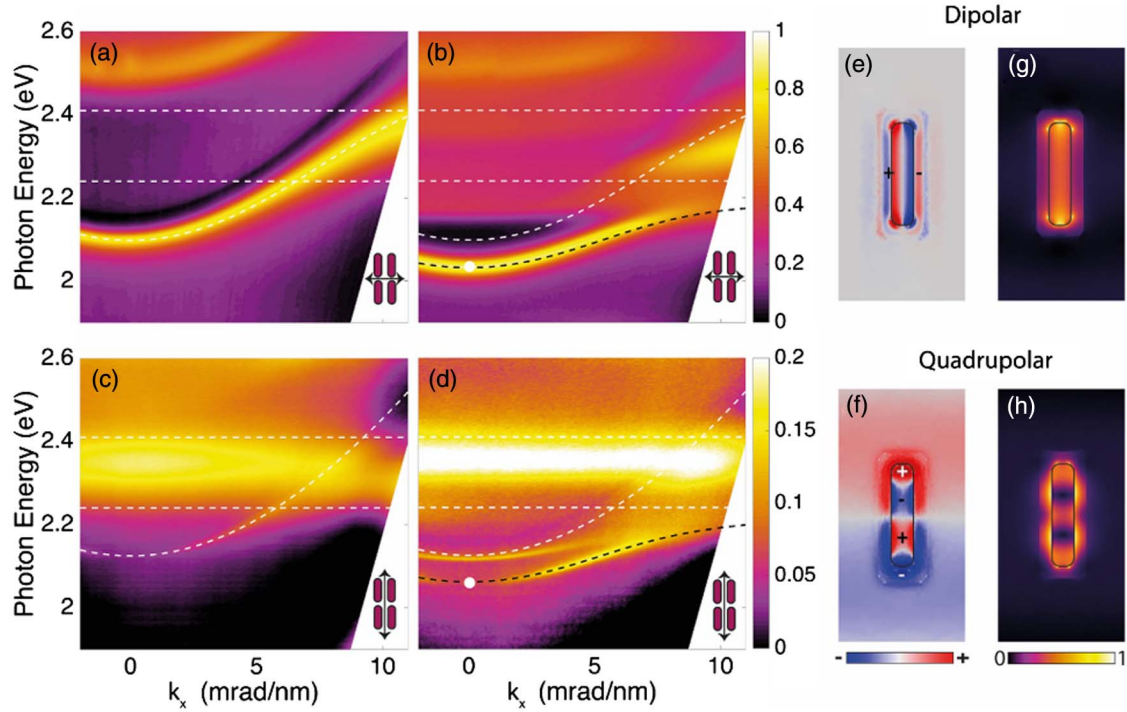 Dipolar
(a)
(b)
(e)
(g)
Photon Energy (eV)
2.6
2.4
2.2
2
1
0.8
0.6
0.4
0.2
0
+
-
Quadrupolar
(c)
(d)
(f)
(h)
Photon Energy (eV)
2.6
2.4
2.2
2
0.2
0.15
0.1
0.05
0
+
-
+
-
0
5
10
0
5
10
kx (mrad/nm)
kx (mrad/nm)
-
+
0
1